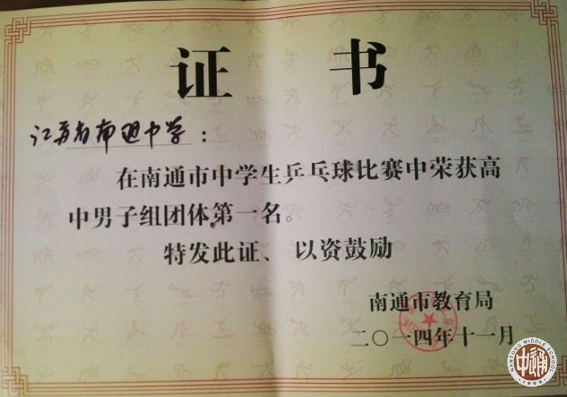 证 书
江苏省南通中学:
在南通市中学生乒乓球比赛中荣获高
中男子组团体第一名。
特发此证、以资鼓励
南通市教育局
二〇一四年十一月